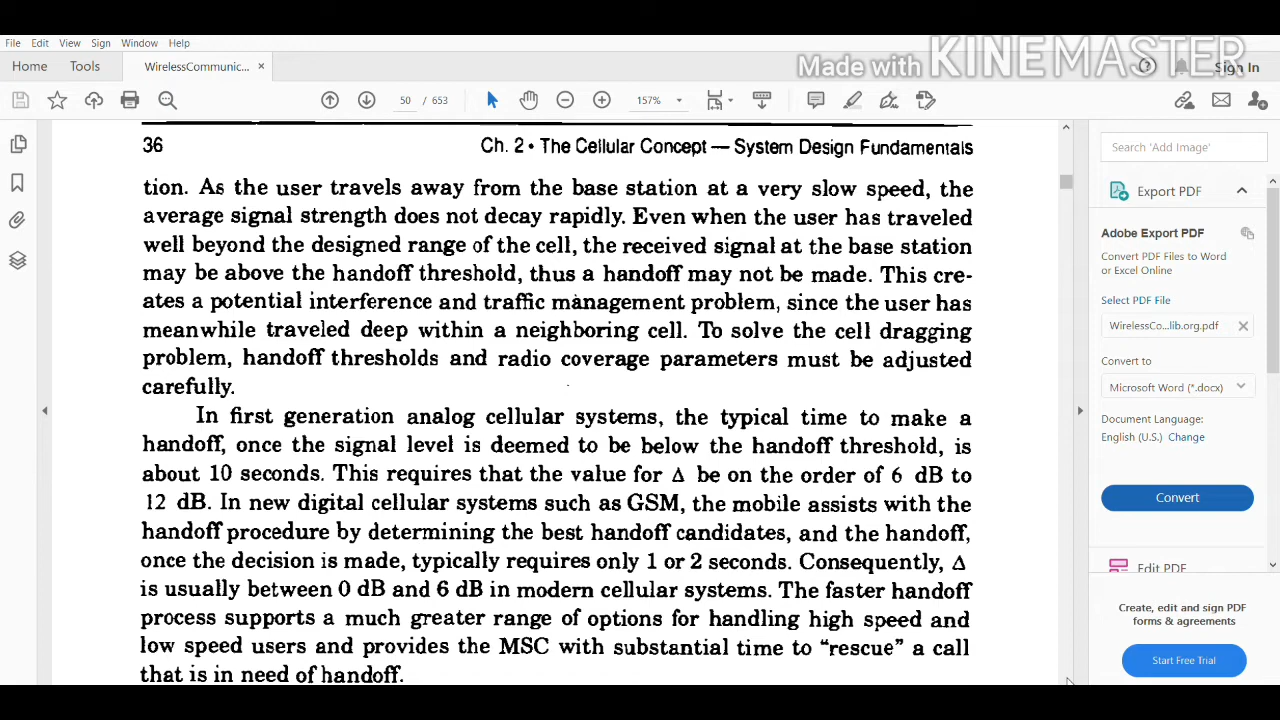 File Edit View Sign Window Help
Made with KINEMASTER
Home Tools WirelessCommunic... × Sign In
50 / 653 157%
36 Ch. 2 • The Cellular Concept — System Design Fundamentals
tion. As the user travels away from the base station at a very slow speed, the
average signal strength does not decay rapidly. Even when the user has traveled
well beyond the designed range of the cell, the received signal at the base station
may be above the handoff threshold, thus a handoff may not be made. This cre-
ates a potential interference and traffic management problem, since the user has
meanwhile traveled deep within a neighboring cell. To solve the cell dragging
problem, handoff thresholds and radio coverage parameters must be adjusted
carefully.
In first generation analog cellular systems, the typical time to make a
handoff, once the signal level is deemed to be below the handoff threshold, is
about 10 seconds. This requires that the value for Δ be on the order of 6 dB to
12 dB. In new digital cellular systems such as GSM, the mobile assists with the
handoff procedure by determining the best handoff candidates, and the handoff,
once the decision is made, typically requires only 1 or 2 seconds. Consequently, Δ
is usually between 0 dB and 6 dB in modern cellular systems. The faster handoff
process supports a much greater range of options for handling high speed and
low speed users and provides the MSC with substantial time to “rescue” a call
that is in need of handoff.
Search 'Add Image'
Export PDF
Adobe Export PDF
Convert PDF Files to Word
or Excel Online
Select PDF File
WirelessCo...lib.org.pdf
Convert to
Microsoft Word (*.docx)
Document Language:
English (U.S.) Change
Convert
Edit PDF
Create, edit and sign PDF
forms & agreements
Start Free Trial